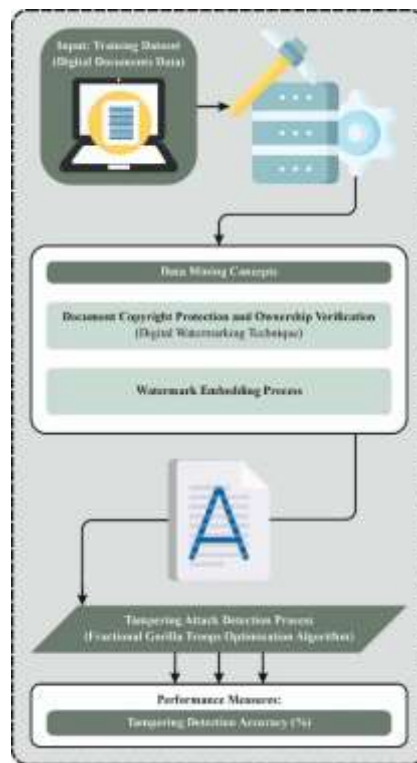 Input: Training Dataset
(Digital Documents Data)
Data Mining Concepts
Document Copyright Protection and Ownership Verification
(Digital Watermarking Technique)
Watermark Embedding Process
A
Tampering Attack Detection Process
(Fractional Gorilla Troops Optimization Algorithm)
Performance Measures:
Tampering Detection Accuracy (%)